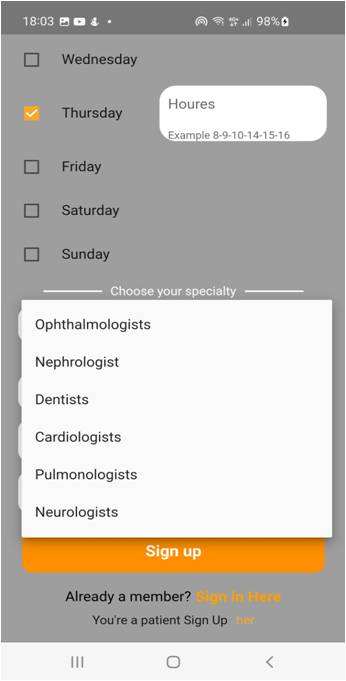 18:03 98%
Wednesday
Thursday
Houres
Example 8-9-10-14-15-16
Friday
Saturday
Sunday
Choose your specialty
Ophthalmologists
Nephrologist
Dentists
Cardiologists
Pulmonologists
Neurologists
Sign up
Already a member? Sign in Here
You're a patient Sign Up her